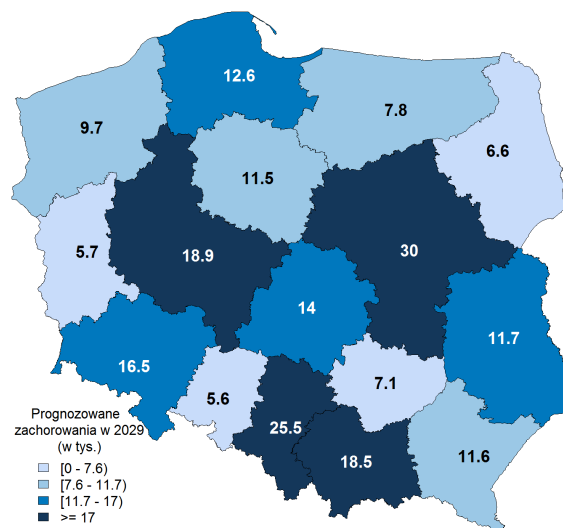 12.6
7.8
9.7
6.6
11.5
5.7
18.9
30
14
11.7
16.5
7.1
5.6
25.5
18.5
11.6
Prognozowane
zachorowania w 2029
(w tys.)
[0 - 7.6)
[7.6 - 11.7)
[11.7 - 17)
>= 17